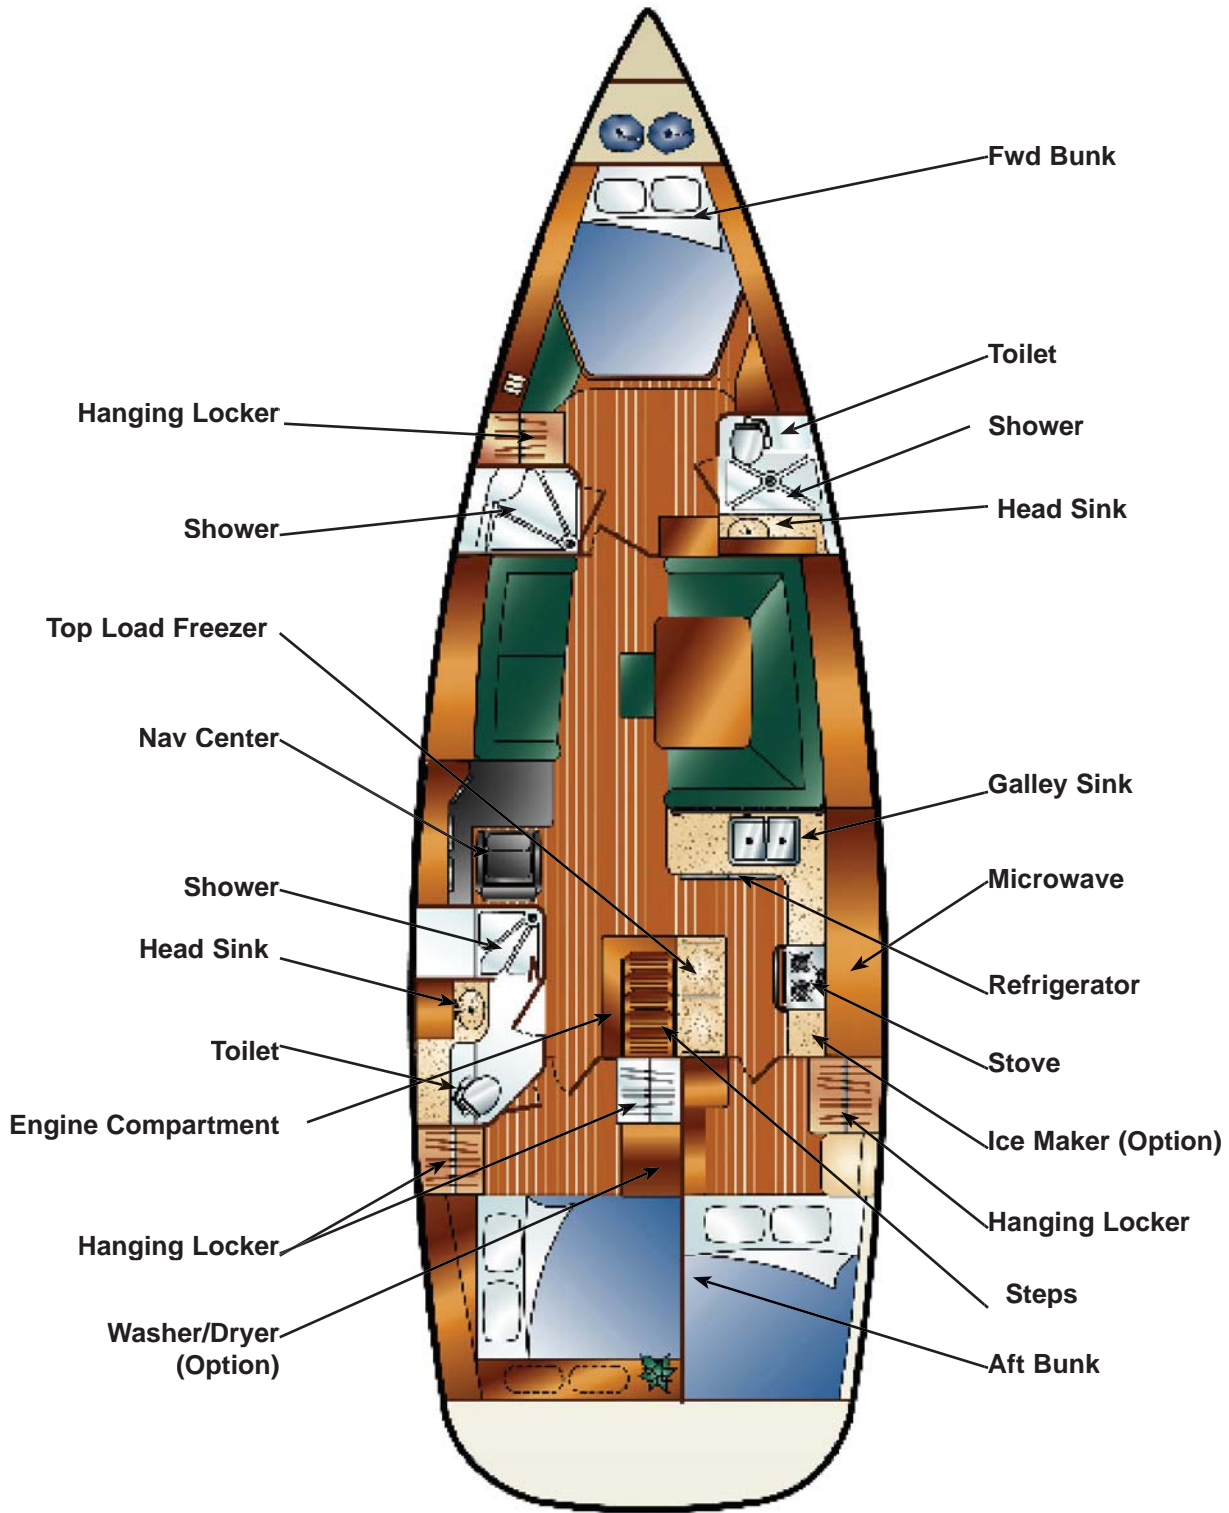 Fwd Bunk
Toilet
Hanging Locker
Shower
Head Sink
Shower
Top Load Freezer
Nav Center
Galley Sink
Shower
Microwave
Head Sink
Refrigerator
Toilet
Stove
Engine Compartment
Ice Maker (Option)
Hanging Locker
Hanging Locker
Steps
Washer/Dryer
(Option)
Aft Bunk